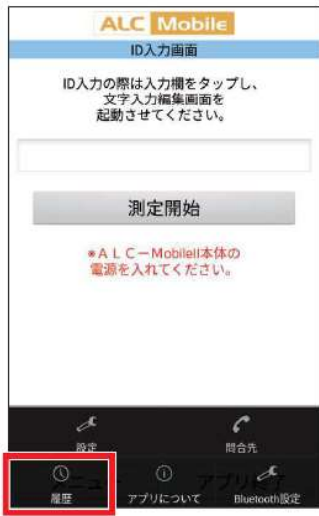 ALC Mobile
ID入力画面
ID入力の際は入力欄をタップし、
文字入力編集画面を
起動させてください。
測定開始
※ＡＬＣーMobileII本体の
電源を入れてください。
設定
問合先
履歴
アプリについて
Bluetooth設定